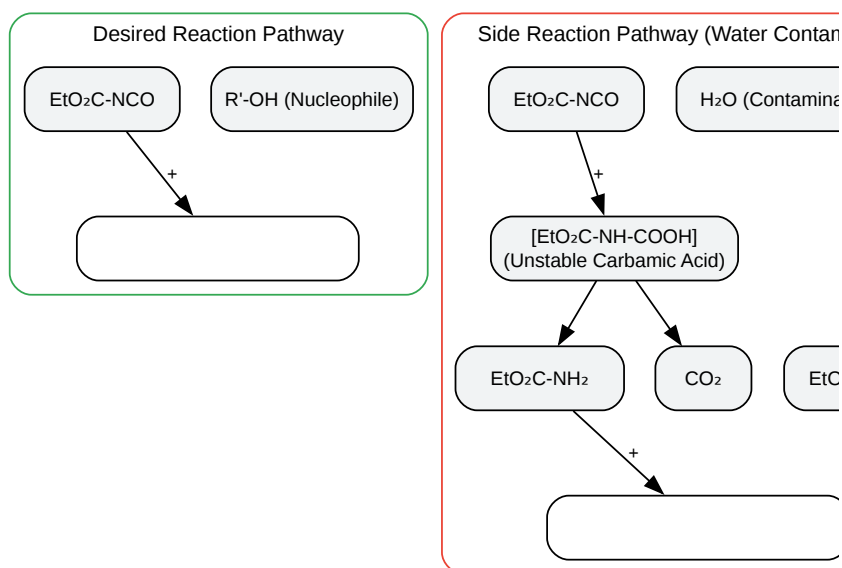 Desired Reaction Pathway
EtO₂C-NCO
R'-OH (Nucleophile)
+
Side Reaction Pathway (Water Contam
EtO₂C-NCO
H₂O (Contamina
+
[EtO₂C-NH-COOH]
(Unstable Carbamic Acid)
EtO₂C-NH₂
CO₂
EtC
+